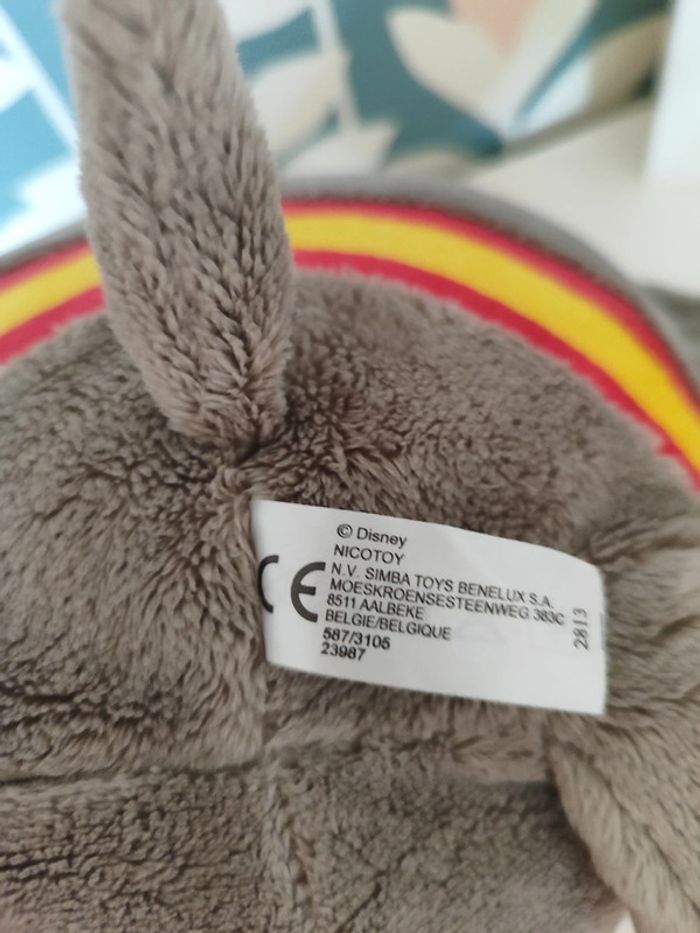 © Disney
NICOTOY
N.V. SIMBA TOYS BENELUX S.A.
MOESKROENSESTEENWEG 383C
8511 AALBEKE
BELGIE/BELGIQUE
587/3105
23987
CE
2813